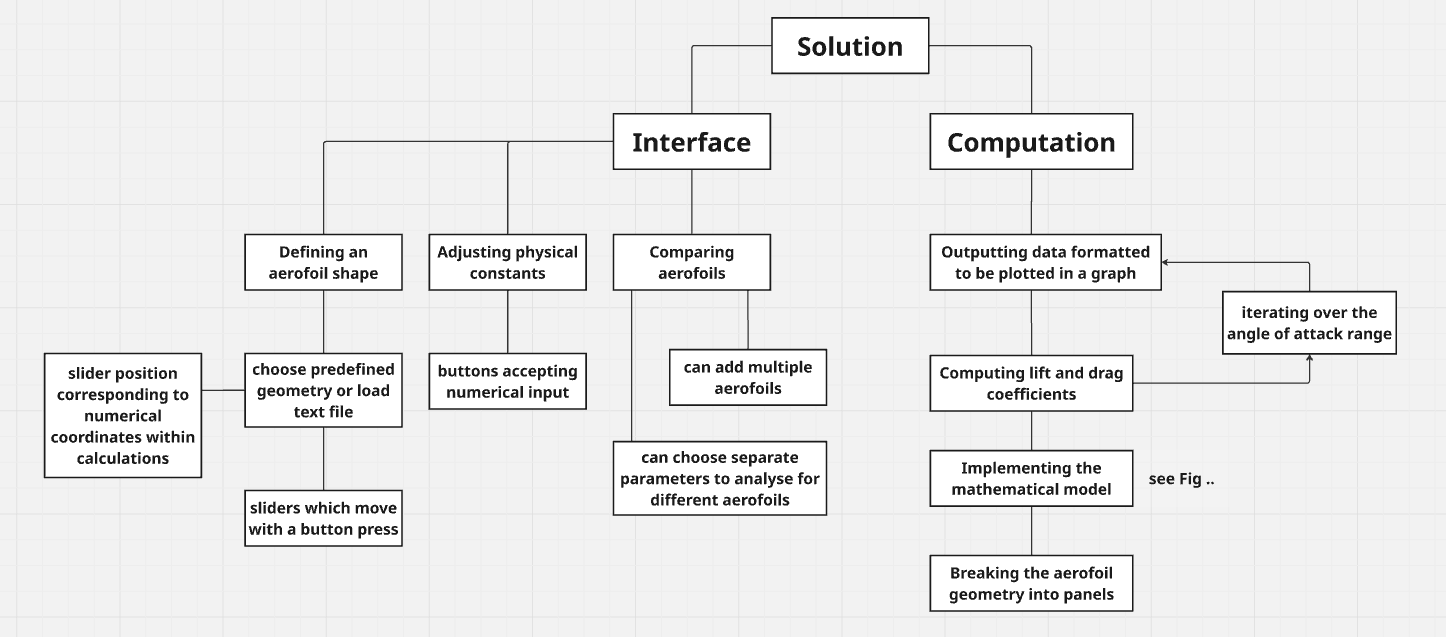 Solution
Interface
Computation
Defining an
aerofoil shape
Adjusting physical
constants
Comparing
aerofoils
Outputting data formatted
to be plotted in a graph
iterating over the
angle of attack range
slider position
corresponding to
numerical
coordinates within
calculations
choose predefined
geometry or load
text file
buttons accepting
numerical input
can add multiple
aerofoils
Computing lift and drag
coefficients
can choose separate
parameters to analyse for
different aerofoils
Implementing the
mathematical model
see Fig ..
sliders which move
with a button press
Breaking the aerofoil
geometry into panels